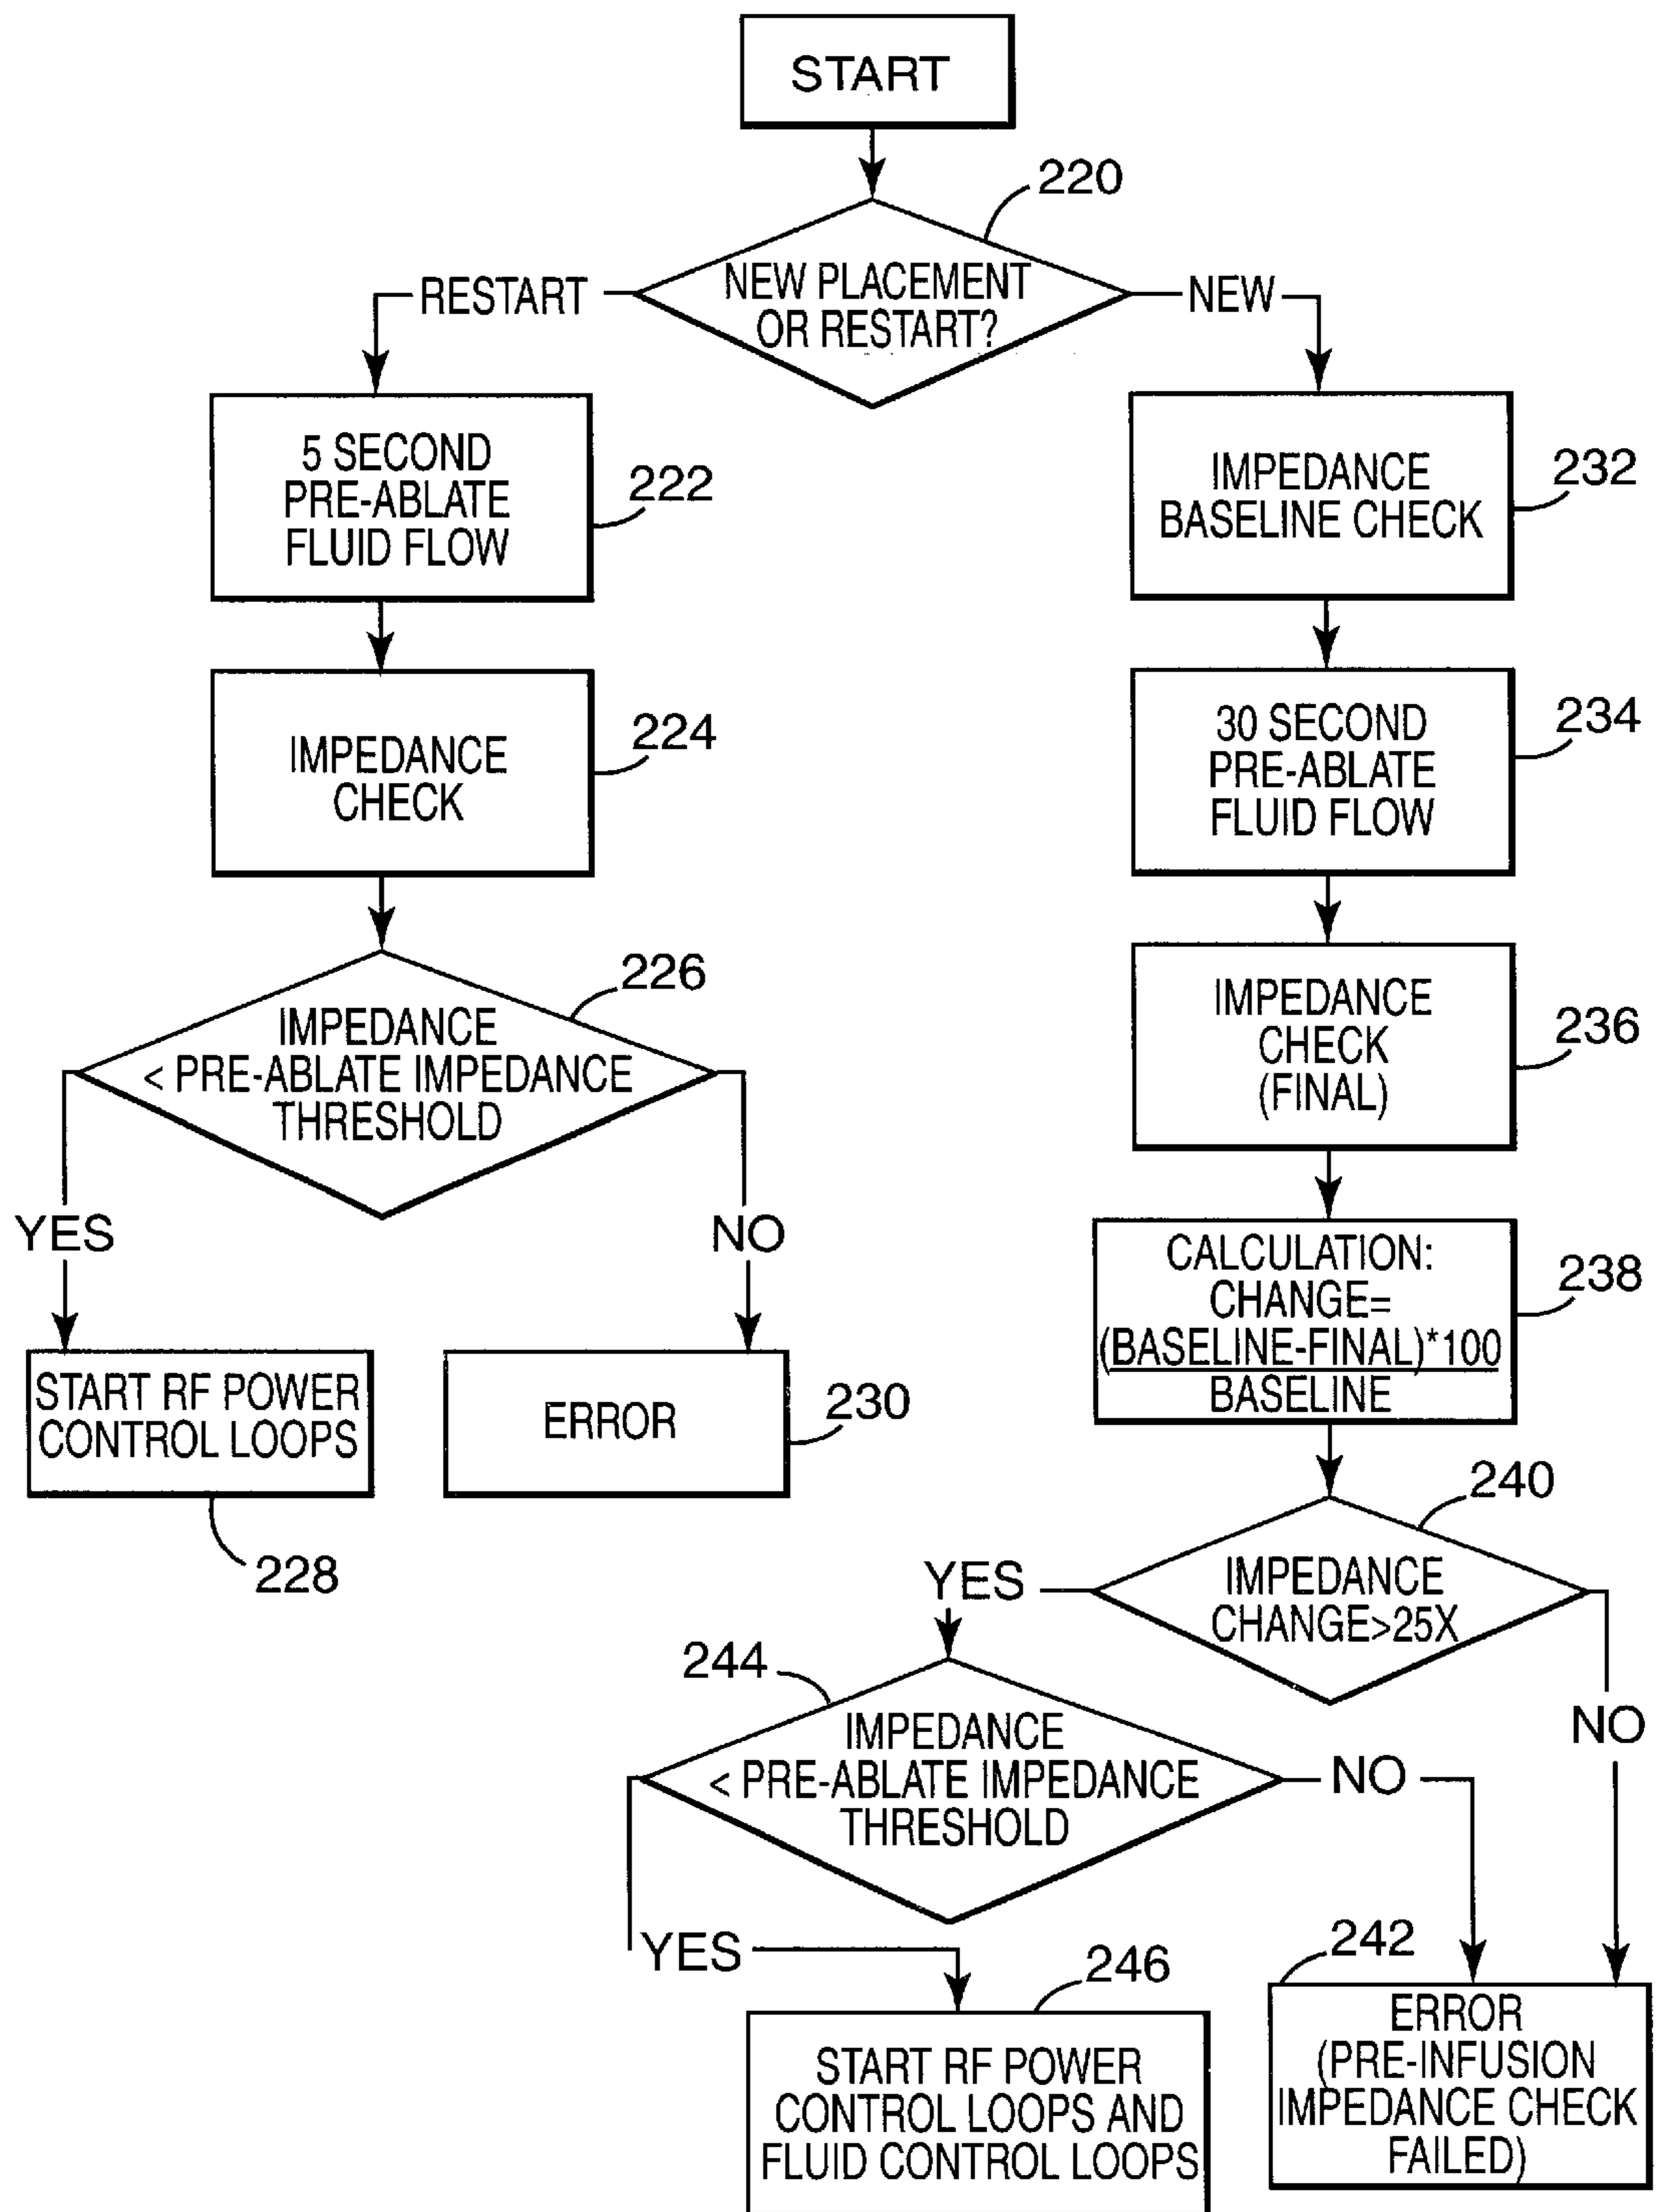 START
220
NEW PLACEMENT
OR RESTART?
RESTART
NEW
5 SECOND
PRE-ABLATE
FLUID FLOW
222
IMPEDANCE
CHECK
224
IMPEDANCE
< PRE-ABLATE IMPEDANCE
THRESHOLD
226
YES
NO
START RF POWER
CONTROL LOOPS
228
ERROR
230
IMPEDANCE
BASELINE CHECK
232
30 SECOND
PRE-ABLATE
FLUID FLOW
234
IMPEDANCE
CHECK
(FINAL)
236
CALCULATION:
CHANGE=
(BASELINE-FINAL)*100
BASELINE
238
240
IMPEDANCE
CHANGE>25X
YES
NO
244
IMPEDANCE
< PRE-ABLATE IMPEDANCE
THRESHOLD
NO
YES
246
START RF POWER
CONTROL LOOPS AND
FLUID CONTROL LOOPS
242
ERROR
(PRE-INFUSION
IMPEDANCE CHECK
FAILED)